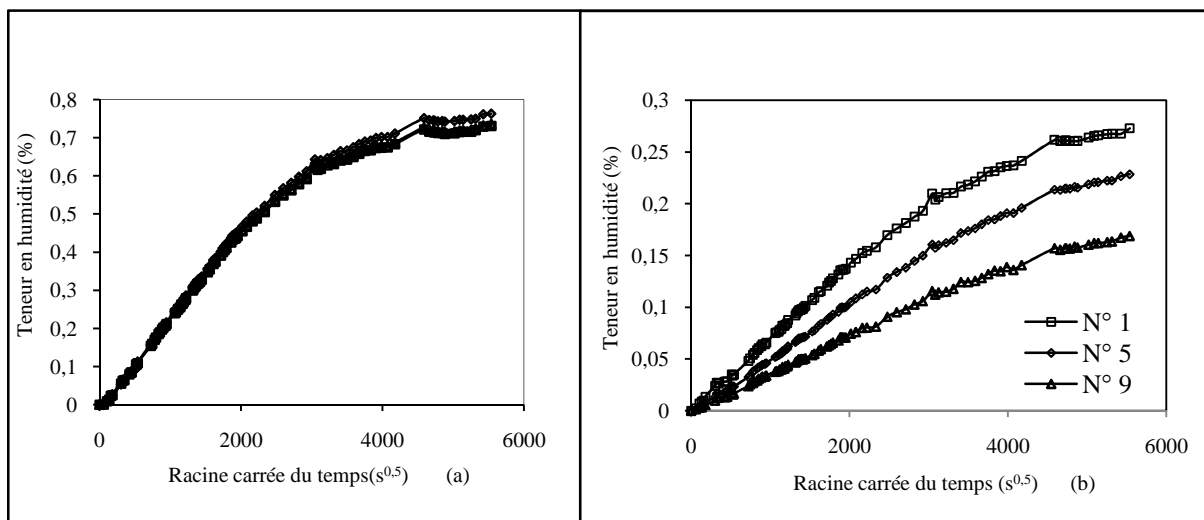 0,8
0,7
0,6
0,5
0,4
0,3
0,2
0,1
0
Teneur en humidité (%)
0 2000 4000 6000
Racine carrée du temps(s0,5) (a)
0,3
0,25
0,2
0,15
0,1
0,05
0
Teneur en humidité (%)
N° 1
N° 5
N° 9
0 2000 4000 6000
Racine carrée du temps (s0,5) (b)